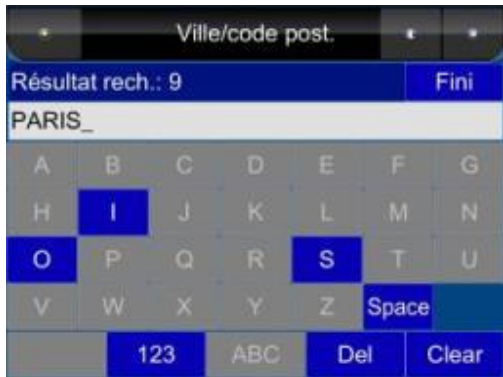 Ville/code post.
Résultat rech.: 9 Fini
PARIS_
A B C D E F G
H I J K L M N
O P Q R S T U
V W X Y Z Space
123 ABC Del Clear